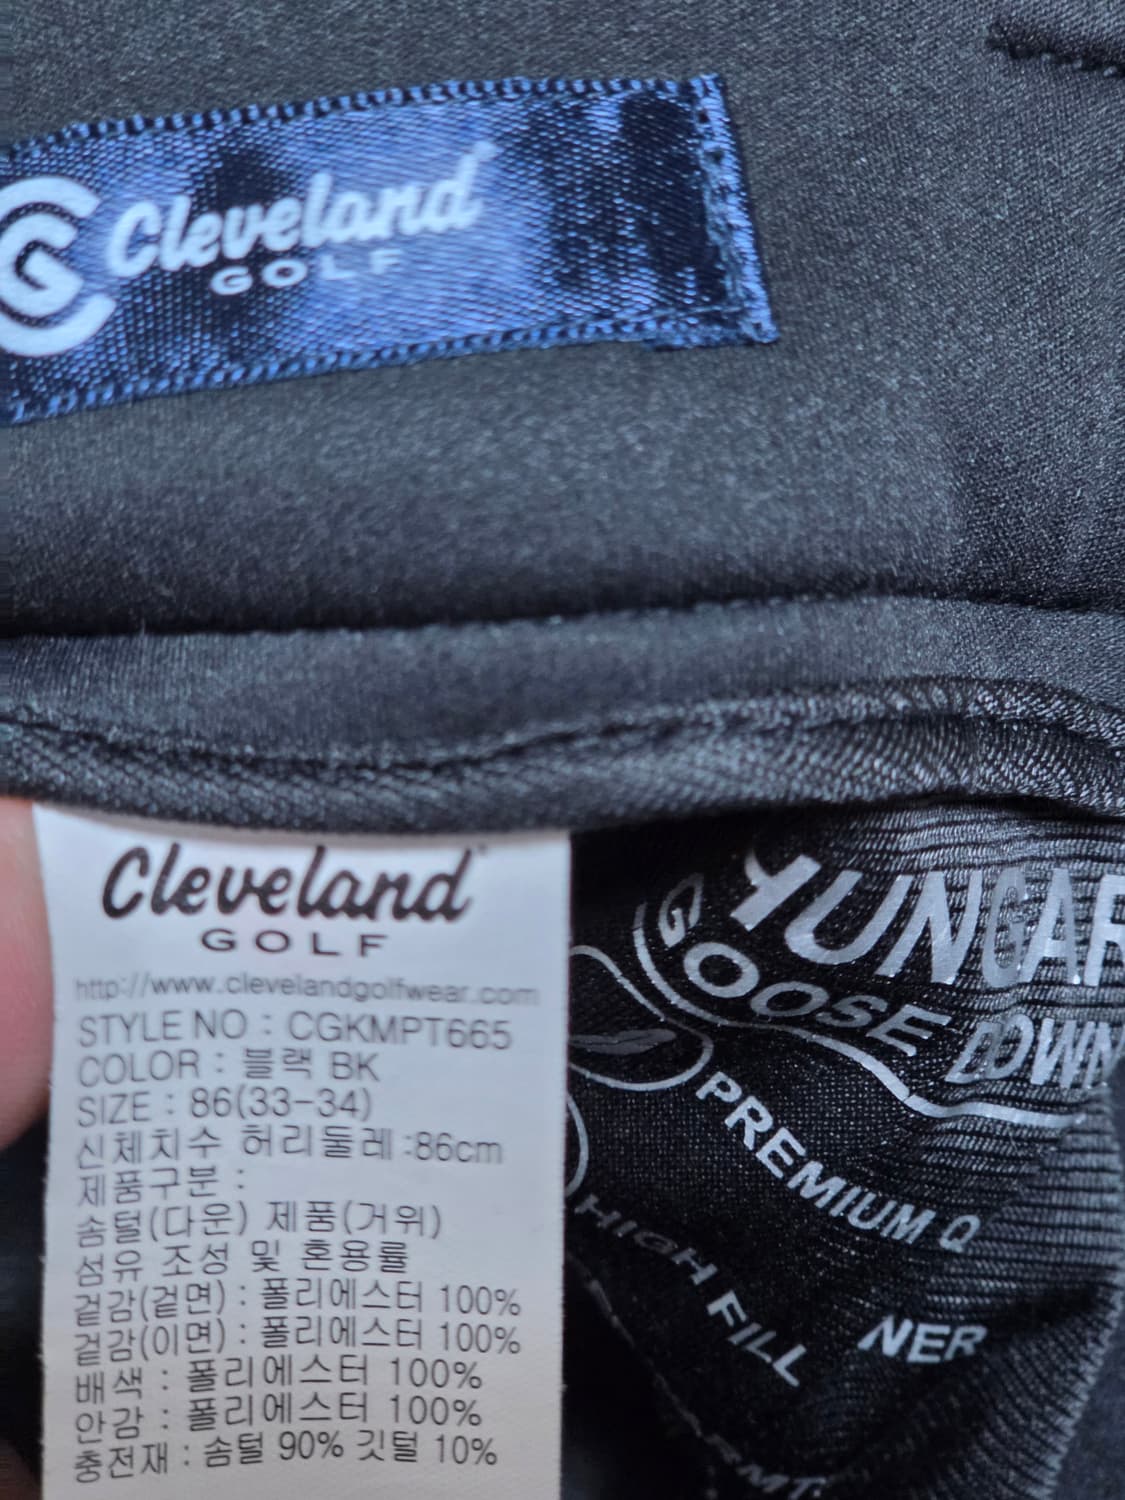 CG Cleveland
GOLF
Cleveland
GOLF
http://www.clevelandgolfwear.com
STYLE NO : CGKMPT665
COLOR : 블랙 BK
SIZE : 86(33-34)
신체치수 허리둘레 :86cm
제품구분 :
솜털(다운) 제품(거위)
섬유 조성 및 혼용률
겉감(겉면) : 폴리에스터 100%
겉감(이면) : 폴리에스터 100%
배색 : 폴리에스터 100%
안감 : 폴리에스터 100%
충전재 : 솜털 90% 깃털 10%
YUNGAR
GOOSE DOWN
PREMIUM Q
HIGH FILL
NER